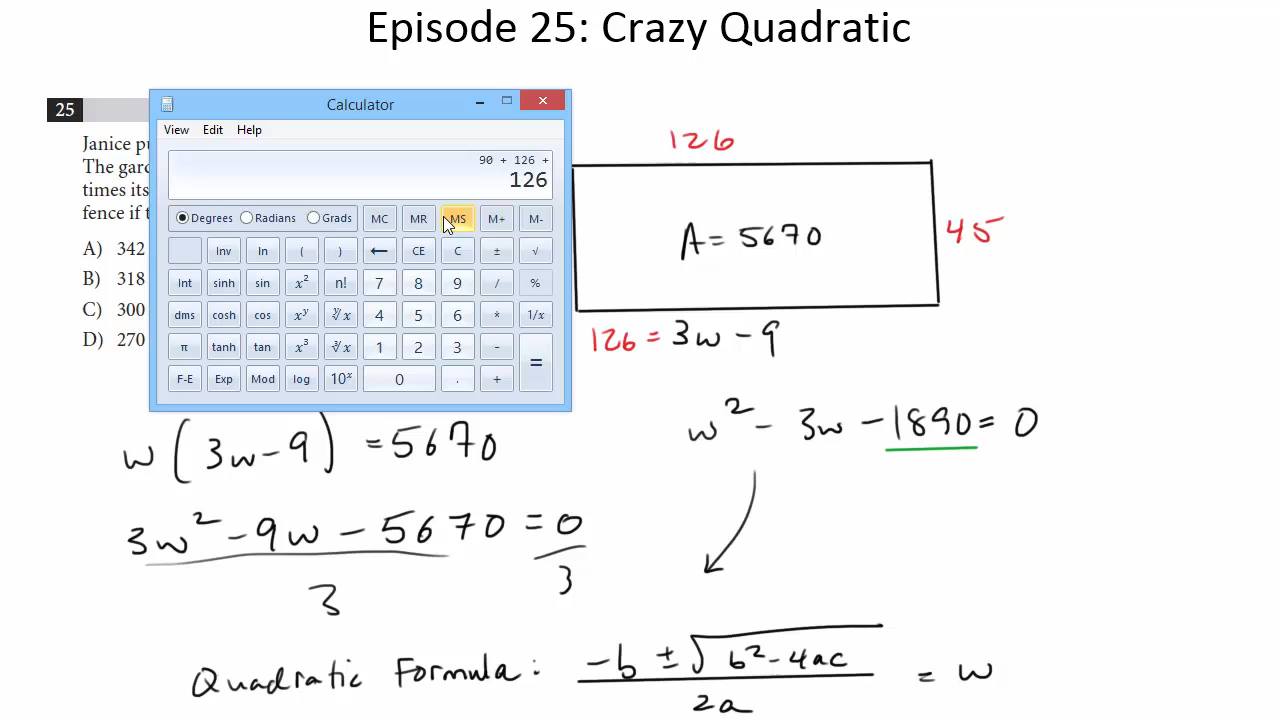 Episode 25: Crazy Quadratic
25
Janice
The
times its
fence if
A) 342
B) 318
C) 300
D) 270
Calculator
View Edit Help
90 + 126 +
126
Degrees Radians Grads MC MR MS M+ M-
Inv ln ( ) ← CE C ± √
Int sinh sin x² n! 7 8 9 / %
dms cosh cos xʸ ʸ√x 4 5 6 * 1/x
π tanh tan x³ ³√x 1 2 3 - =
F-E Exp Mod log 10ˣ 0 . +
126
A = 5670
45
126 = 3w - 9
w(3w-9) = 5670
3w² - 9w - 5670 = 0
3 3
w² - 3w - 1890 = 0
Quadratic Formula: -b ± √b²-4ac = w
2a